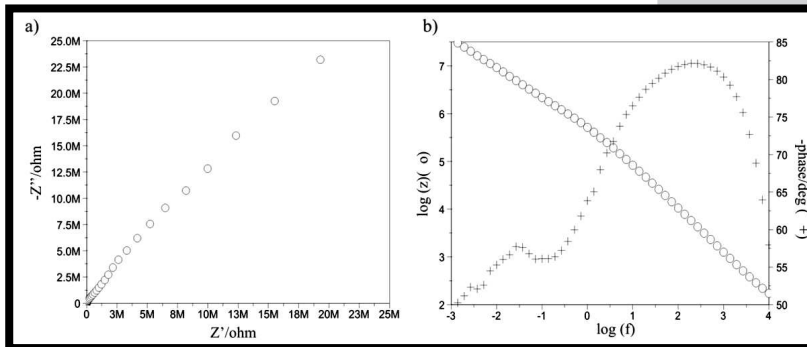 a)
25.0M
22.5M
20.0M
17.5M
15.0M
12.5M
10.0M
7.5M
5.0M
2.5M
0
-Z''/ohm
0 3M 5M 8M 10M 13M 15M 18M 20M 23M 25M
Z'/ohm
b)
7
6
5
4
3
2
log (z)( o)
85
80
75
70
65
60
55
50
-phase/deg ( +)
-3 -2 -1 0 1 2 3 4
log (f)